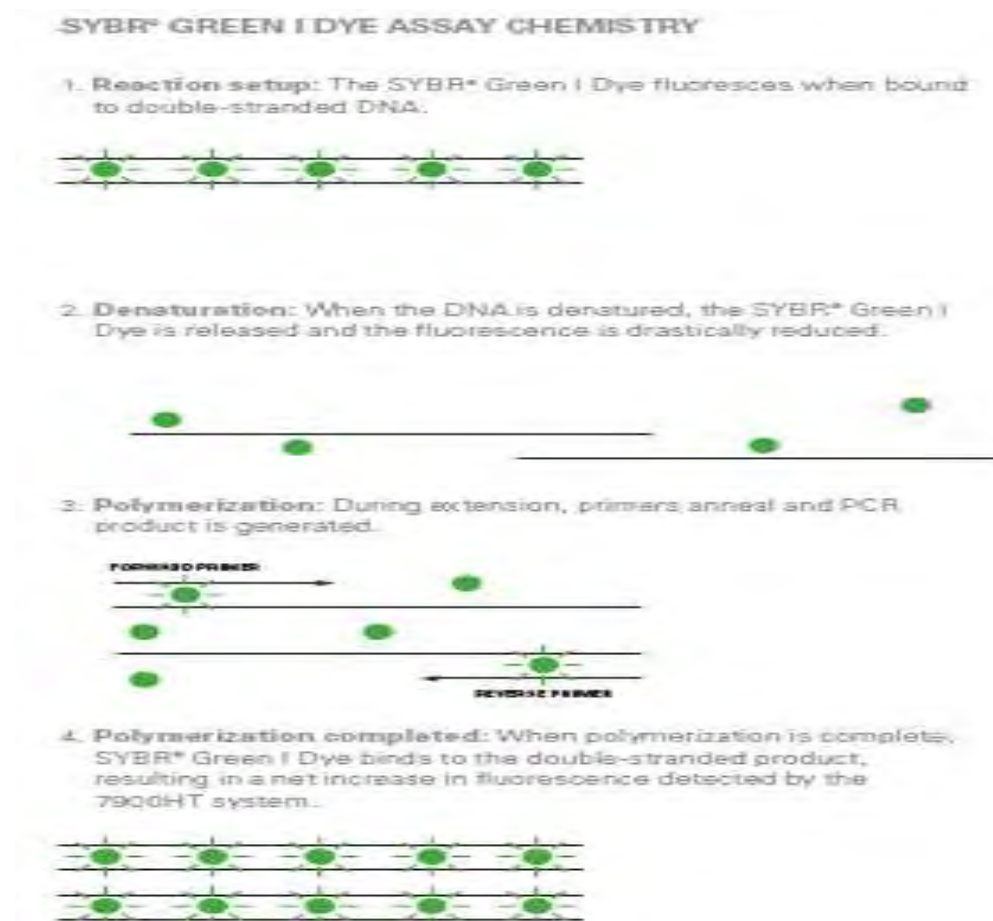 SYBR® GREEN I DYE ASSAY CHEMISTRY
1. Reaction setup: The SYBR® Green I Dye fluoresces when bound
to double-stranded DNA.
2. Denaturation: When the DNA is denatured, the SYBR® Green I
Dye is released and the fluorescence is drastically reduced.
3. Polymerization: During extension, primers anneal and PCR
product is generated.
FORWARD PRIMER
REVERSE PRIMER
4. Polymerization completed: When polymerization is complete,
SYBR® Green I Dye binds to the double-stranded product,
resulting in a net increase in fluorescence detected by the
7900HT system.